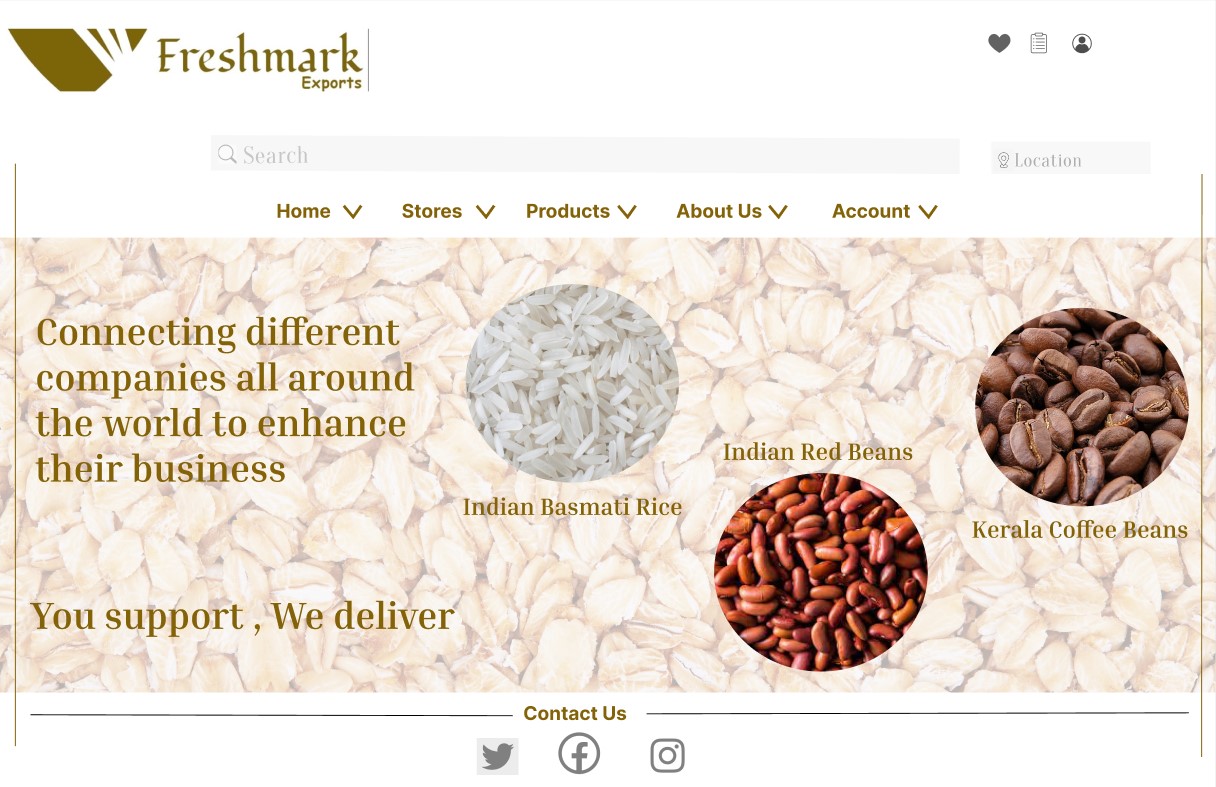 Freshmark
Exports
Search
Location
Home
Stores
Products
About Us
Account
Connecting different
companies all around
the world to enhance
their business
Indian Basmati Rice
Indian Red Beans
Kerala Coffee Beans
You support , We deliver
Contact Us